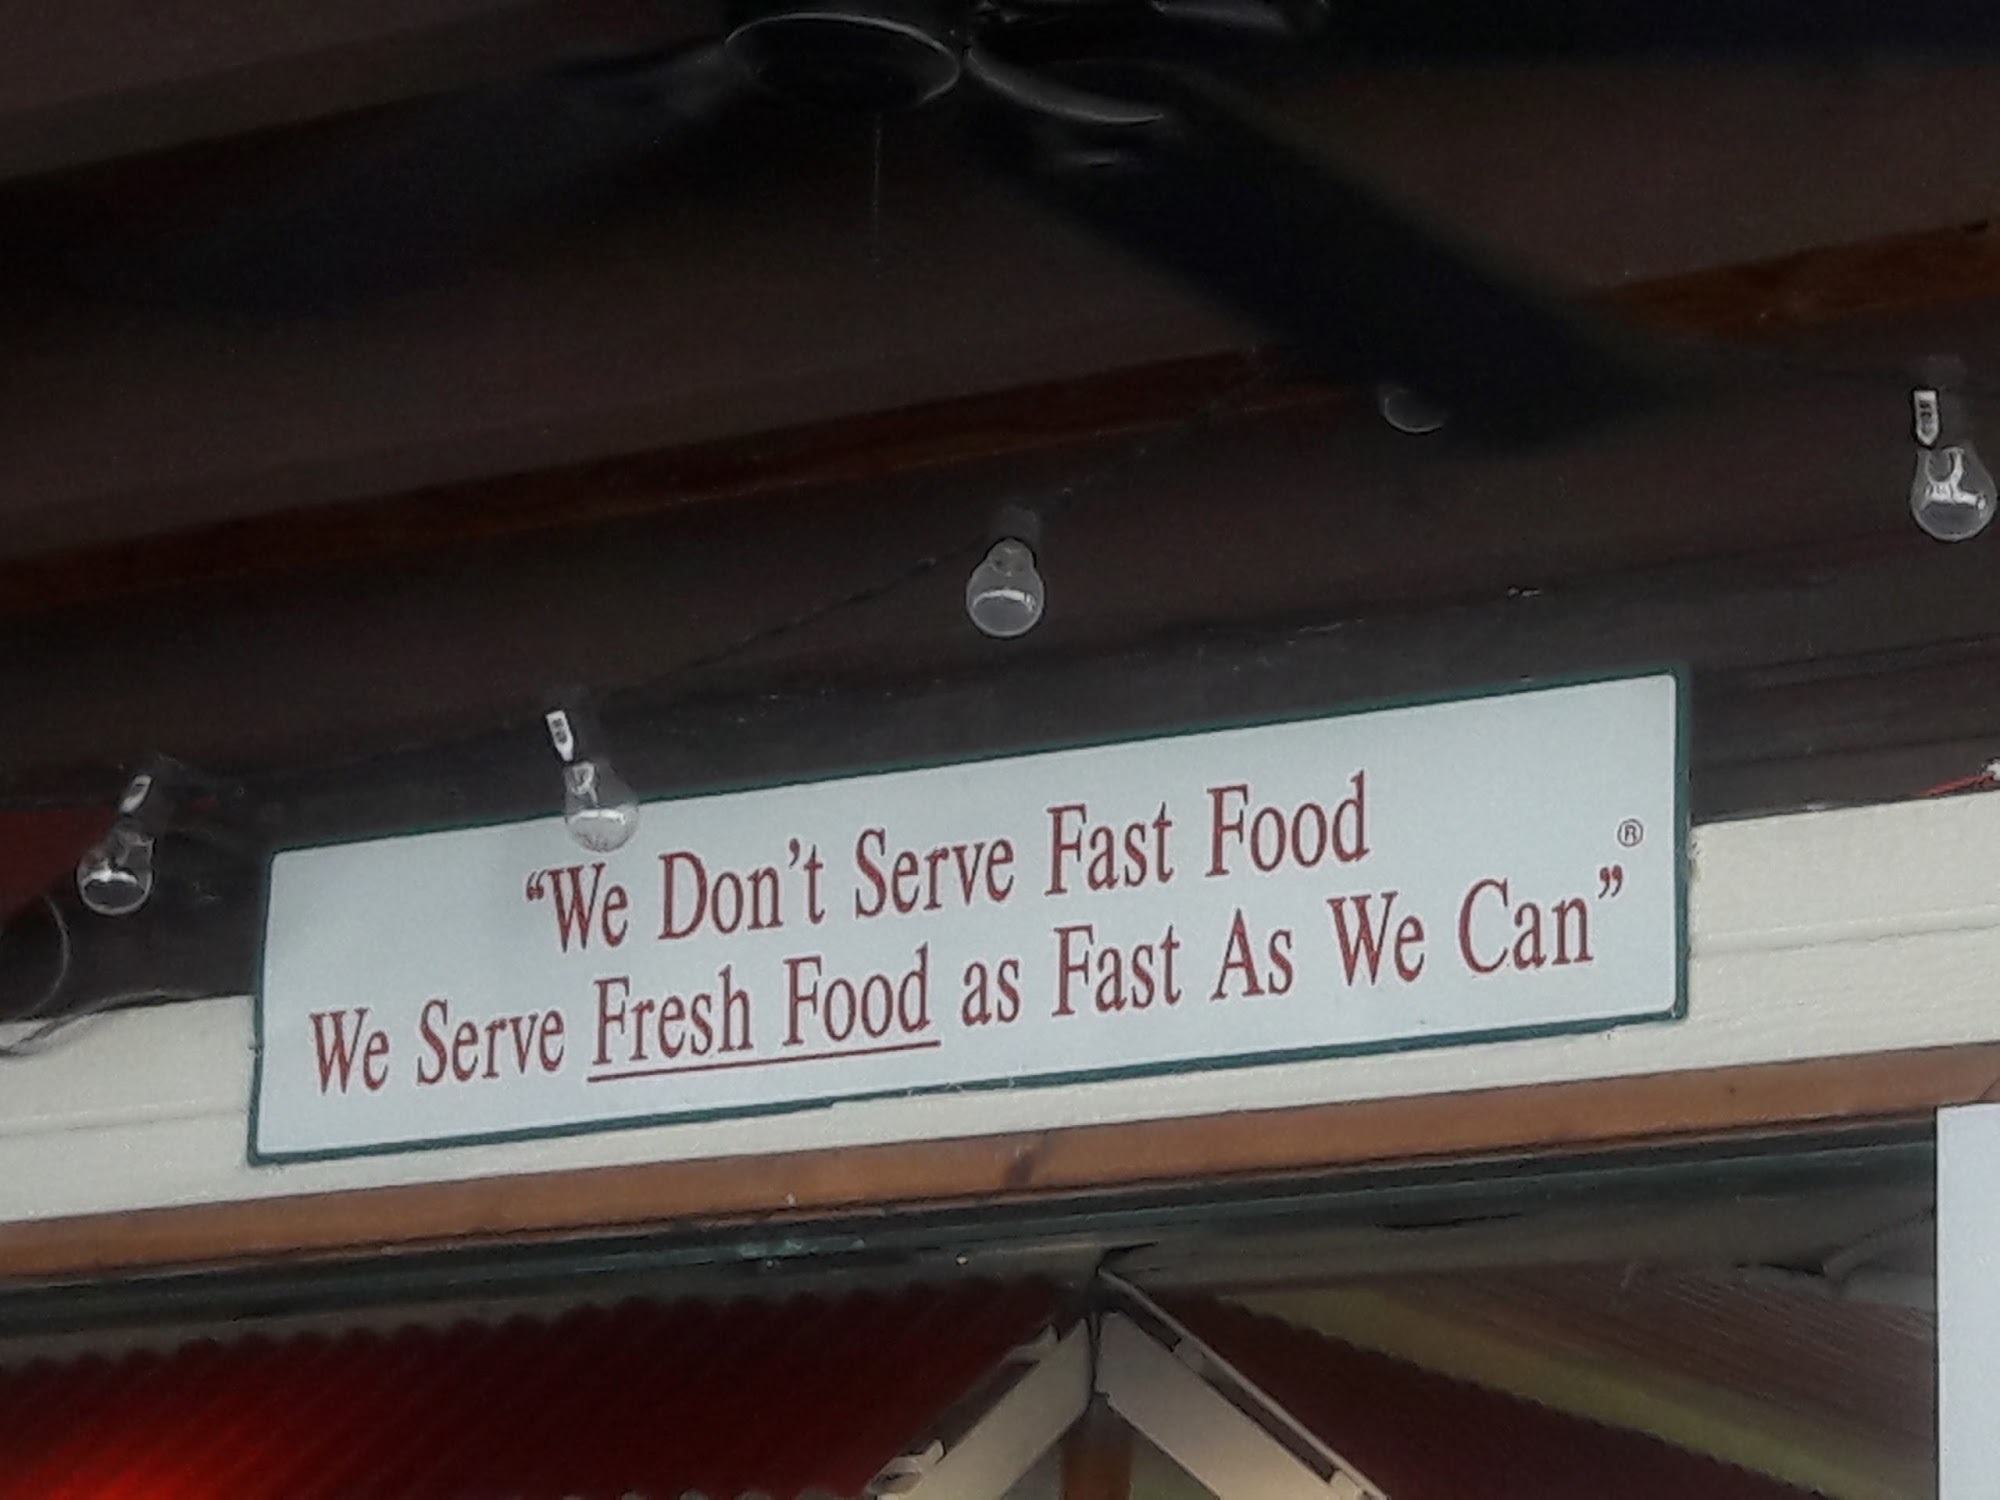 “We Don't Serve Fast Food
We Serve Fresh Food as Fast As We Can” ®